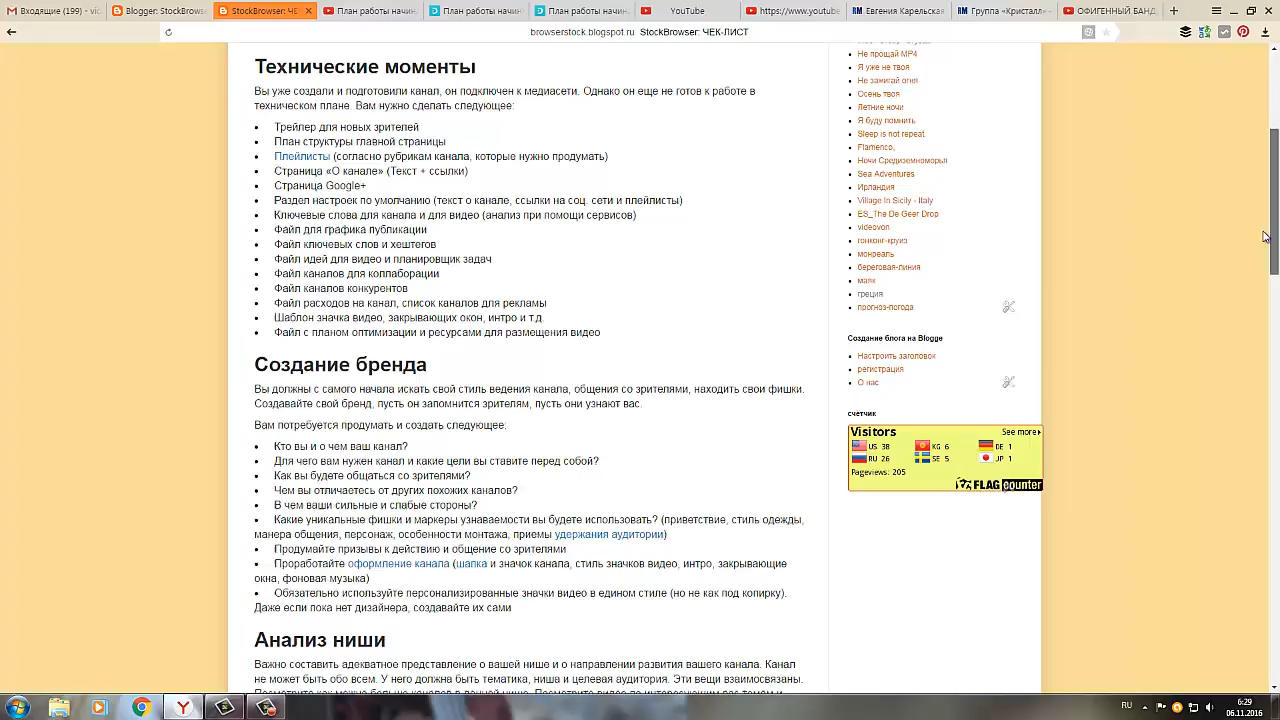 Входящие (199) – vic
Blogger: StockBrowse
StockBrowser: ЧЕ
План работы начин
План работы начин
План работы начин
YouTube
https://www.youtube
Евгения Карельская
Группа «Кристалл»
ОФИГЕННЫЙ БАНД
browserstock.blogspot.ru StockBrowser: ЧЕК-ЛИСТ
Технические моменты
Вы уже создали и подготовили канал, он подключен к медиасети. Однако он еще не готов к работе в
техническом плане. Вам нужно сделать следующее:
• Трейлер для новых зрителей
• План структуры главной страницы
• Плейлисты (согласно рубрикам канала, которые нужно продумать)
• Страница «О канале» (Текст + ссылки)
• Страница Google+
• Раздел настроек по умолчанию (текст о канале, ссылки на соц. сети и плейлисты)
• Ключевые слова для канала и для видео (анализ при помощи сервисов)
• Файл для графика публикации
• Файл ключевых слов и хештегов
• Файл идей для видео и планировщик задач
• Файл каналов для коллаборации
• Файл каналов конкурентов
• Файл расходов на канал, список каналов для рекламы
• Шаблон значка видео, закрывающих окон, интро и т.д.
• Файл с планом оптимизации и ресурсами для размещения видео
Создание бренда
Вы должны с самого начала искать свой стиль ведения канала, общения со зрителями, находить свои фишки.
Создавайте свой бренд, пусть он запомнится зрителям, пусть они узнают вас.
Вам потребуется продумать и создать следующее:
• Кто вы и о чем ваш канал?
• Для чего вам нужен канал и какие цели вы ставите перед собой?
• Как вы будете общаться со зрителями?
• Чем вы отличаетесь от других похожих каналов?
• В чем ваши сильные и слабые стороны?
• Какие уникальные фишки и маркеры узнаваемости вы будете использовать? (приветствие, стиль одежды,
манера общения, персонаж, особенности монтажа, приемы удержания аудитории)
• Продумайте призывы к действию и общение со зрителями
• Проработайте оформление канала (шапка и значок канала, стиль значков видео, интро, закрывающие
окна, фоновая музыка)
• Обязательно используйте персонализированные значки видео в едином стиле (но не как под копирку).
Даже если пока нет дизайнера, создавайте их сами
Анализ ниши
Важно составить адекватное представление о вашей нише и о направлении развития вашего канала. Канал
не может быть обо всем. У него должна быть тематика, ниша и целевая аудитория. Эти вещи взаимосвязаны.
• Не прощай MP4
• Я уже не твоя
• Не зажигай огня
• Осень твоя
• Летние ночи
• Я буду помнить
• Sleep is not repeat
• Flamenco,
• Ночи Средиземноморья
• Sea Adventures
• Ирландия
• Village In Sicily - Italy
• ES_The De Geer Drop
• videovon
• гонконг-круиз
• монреаль
• береговая-линия
• маяк
• греция
• прогноз-погода
Создание блога на Blogge
• Настроить заголовок
• регистрация
• О нас
счётчик
Visitors See more
US 38 KG 6 DE 1
RU 26 SE 5 JP 1
Pageviews: 205
FLAG counter
RU 6:29
06.11.2016